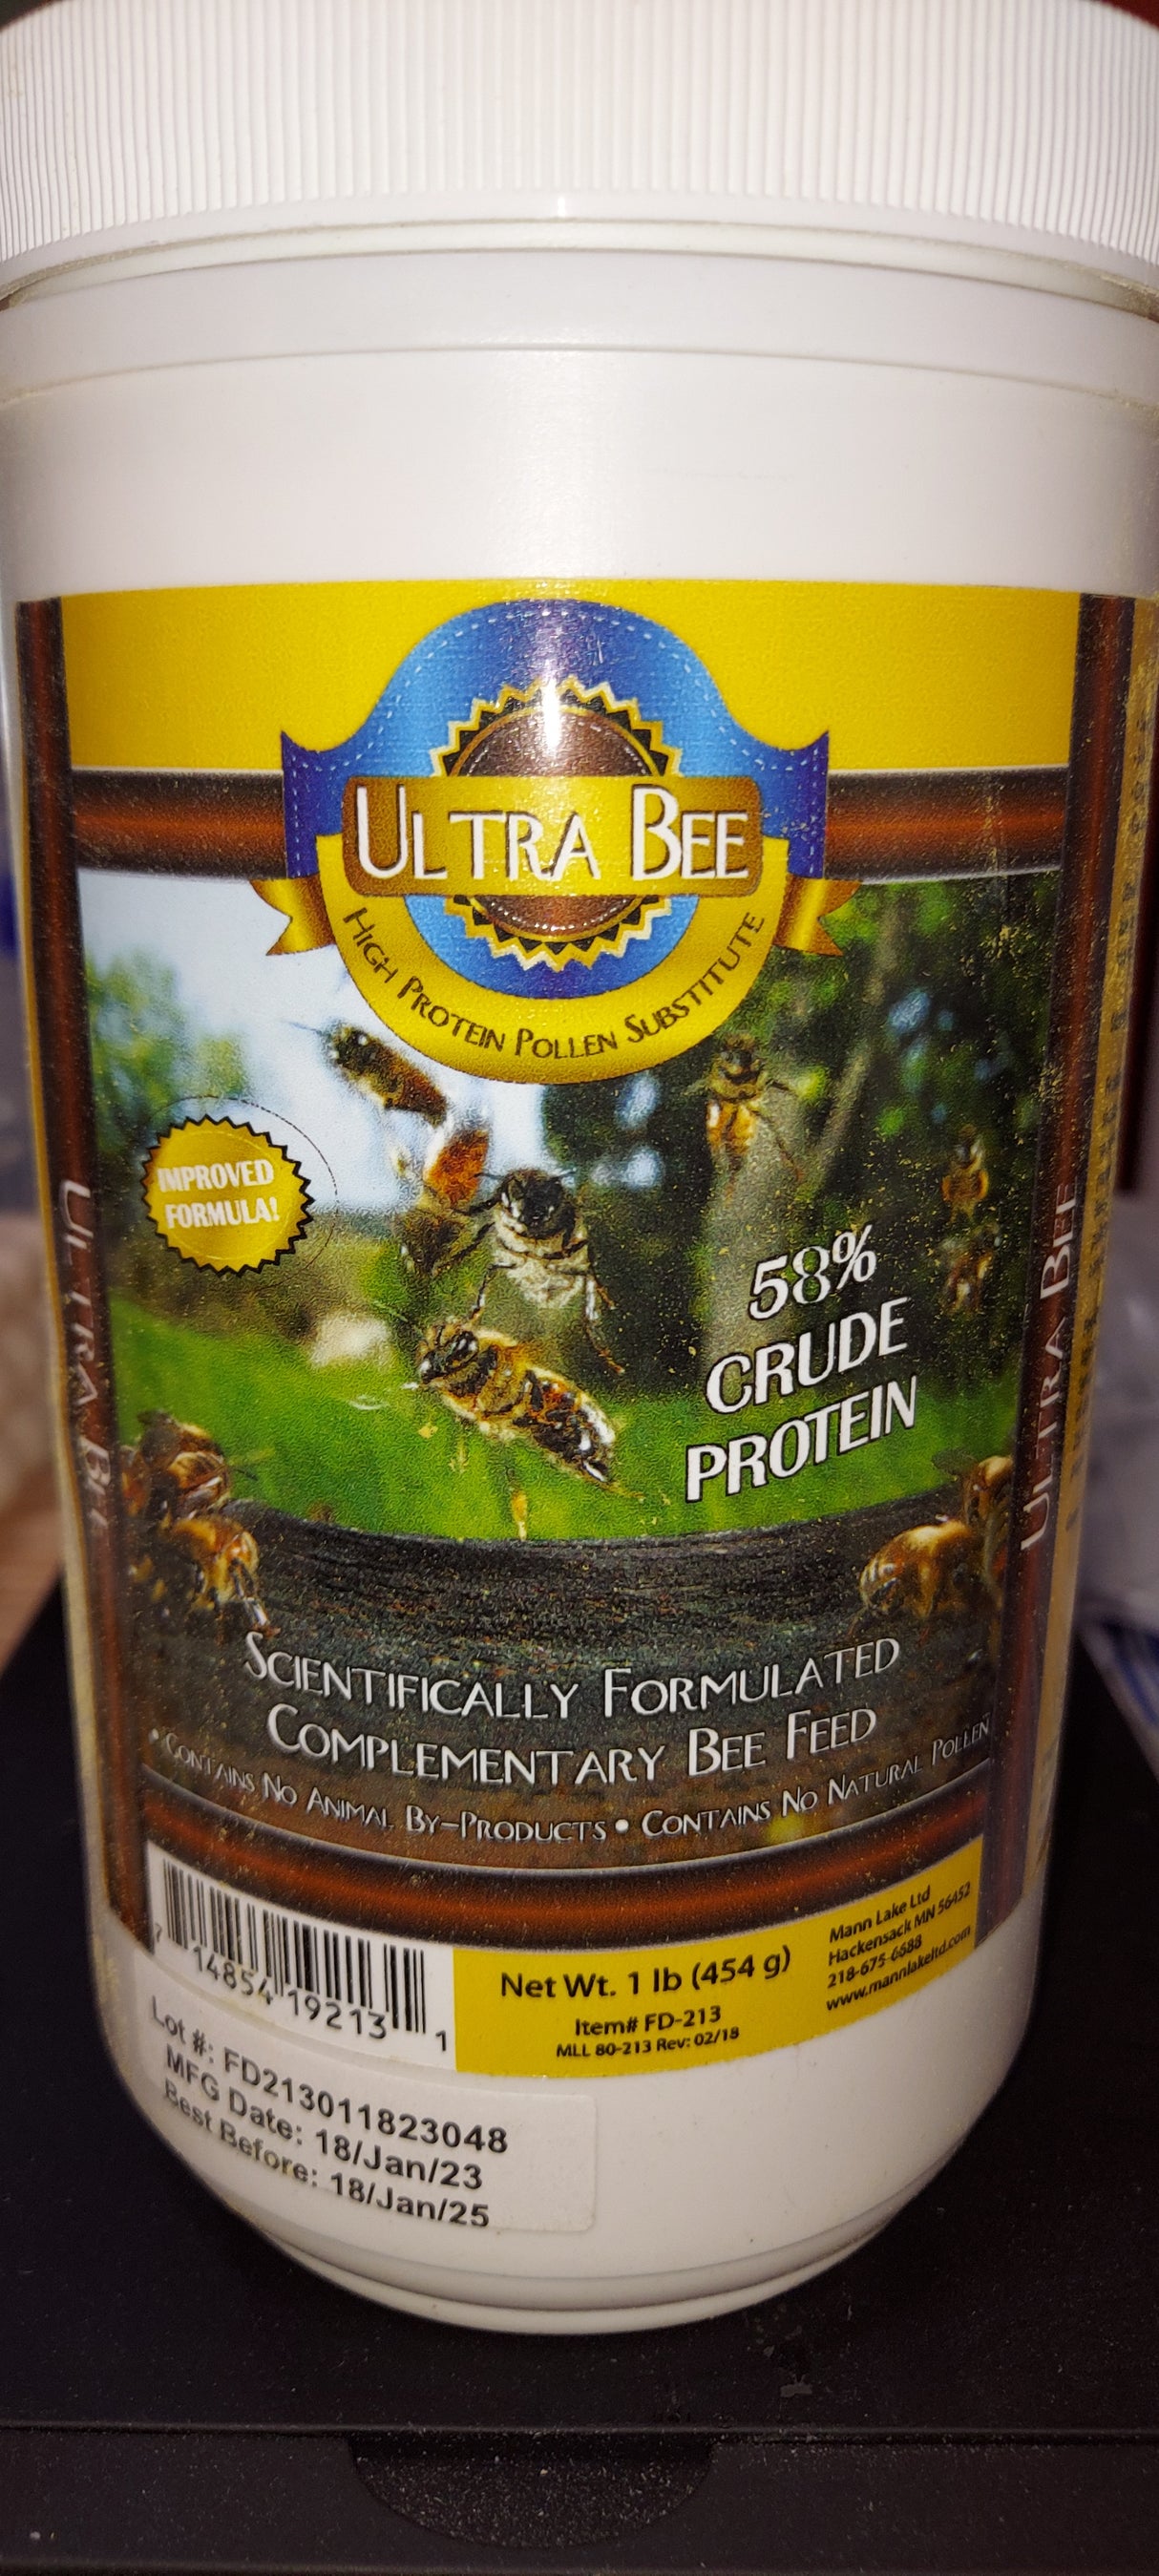 ULTRA BEE
HIGH PROTEIN POLLEN SUBSTITUTE
IMPROVED
FORMULA!
58%
CRUDE
PROTEIN
ULTRA BEE
ULTRA BEE
SCIENTIFICALLY FORMULATED
COMPLEMENTARY BEE FEED
• CONTAINS NO ANIMAL BY-PRODUCTS • CONTAINS NO NATURAL POLLEN
7 14854 19213 1
Net Wt. 1 lb (454 g)
Item# FD-213
MLL 80-213 Rev: 02/18
Mann Lake Ltd
Hackensack MN 56452
218-675-6688
www.mannlakeltd.com
Lot #: FD213011823048
MFG Date: 18/Jan/23
Best Before: 18/Jan/25